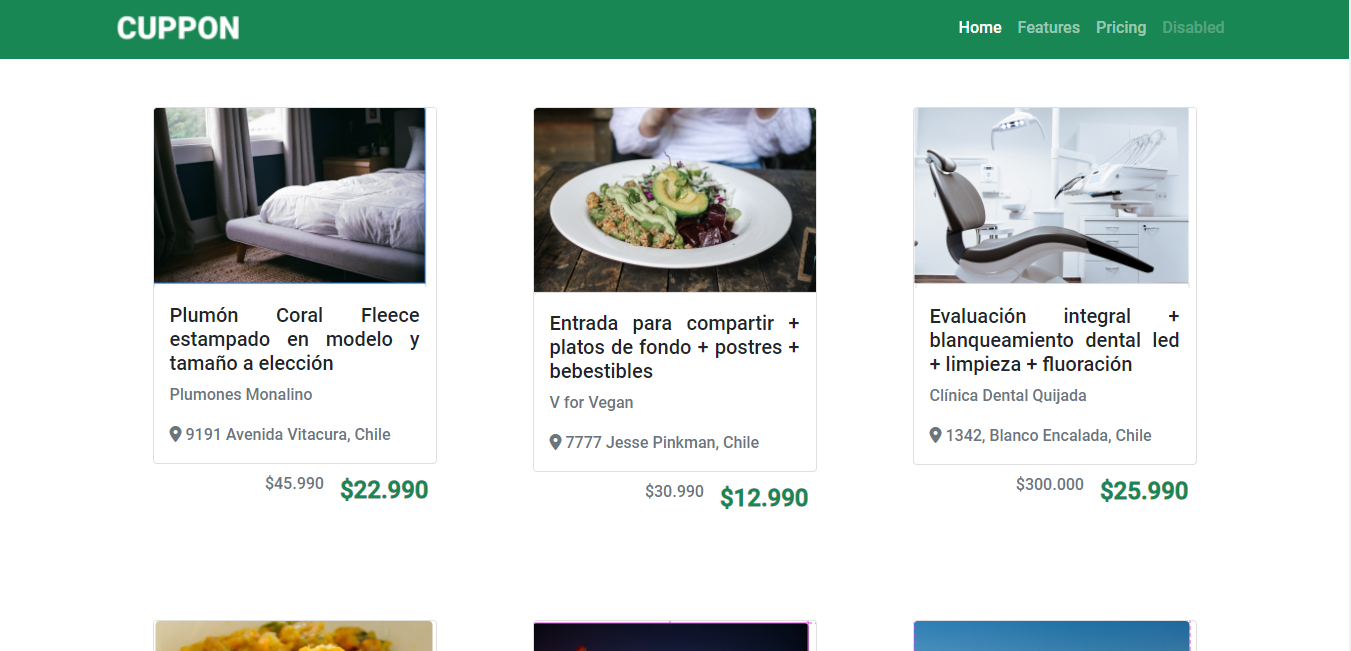 CUPPON
Home Features Pricing Disabled
Plumón Coral Fleece
estampado en modelo y
tamaño a elección
Plumones Monalino
9191 Avenida Vitacura, Chile
$45.990 $22.990
Entrada para compartir +
platos de fondo + postres +
bebestibles
V for Vegan
7777 Jesse Pinkman, Chile
$30.990 $12.990
Evaluación integral +
blanqueamiento dental led
+ limpieza + fluoración
Clínica Dental Quijada
1342, Blanco Encalada, Chile
$300.000 $25.990